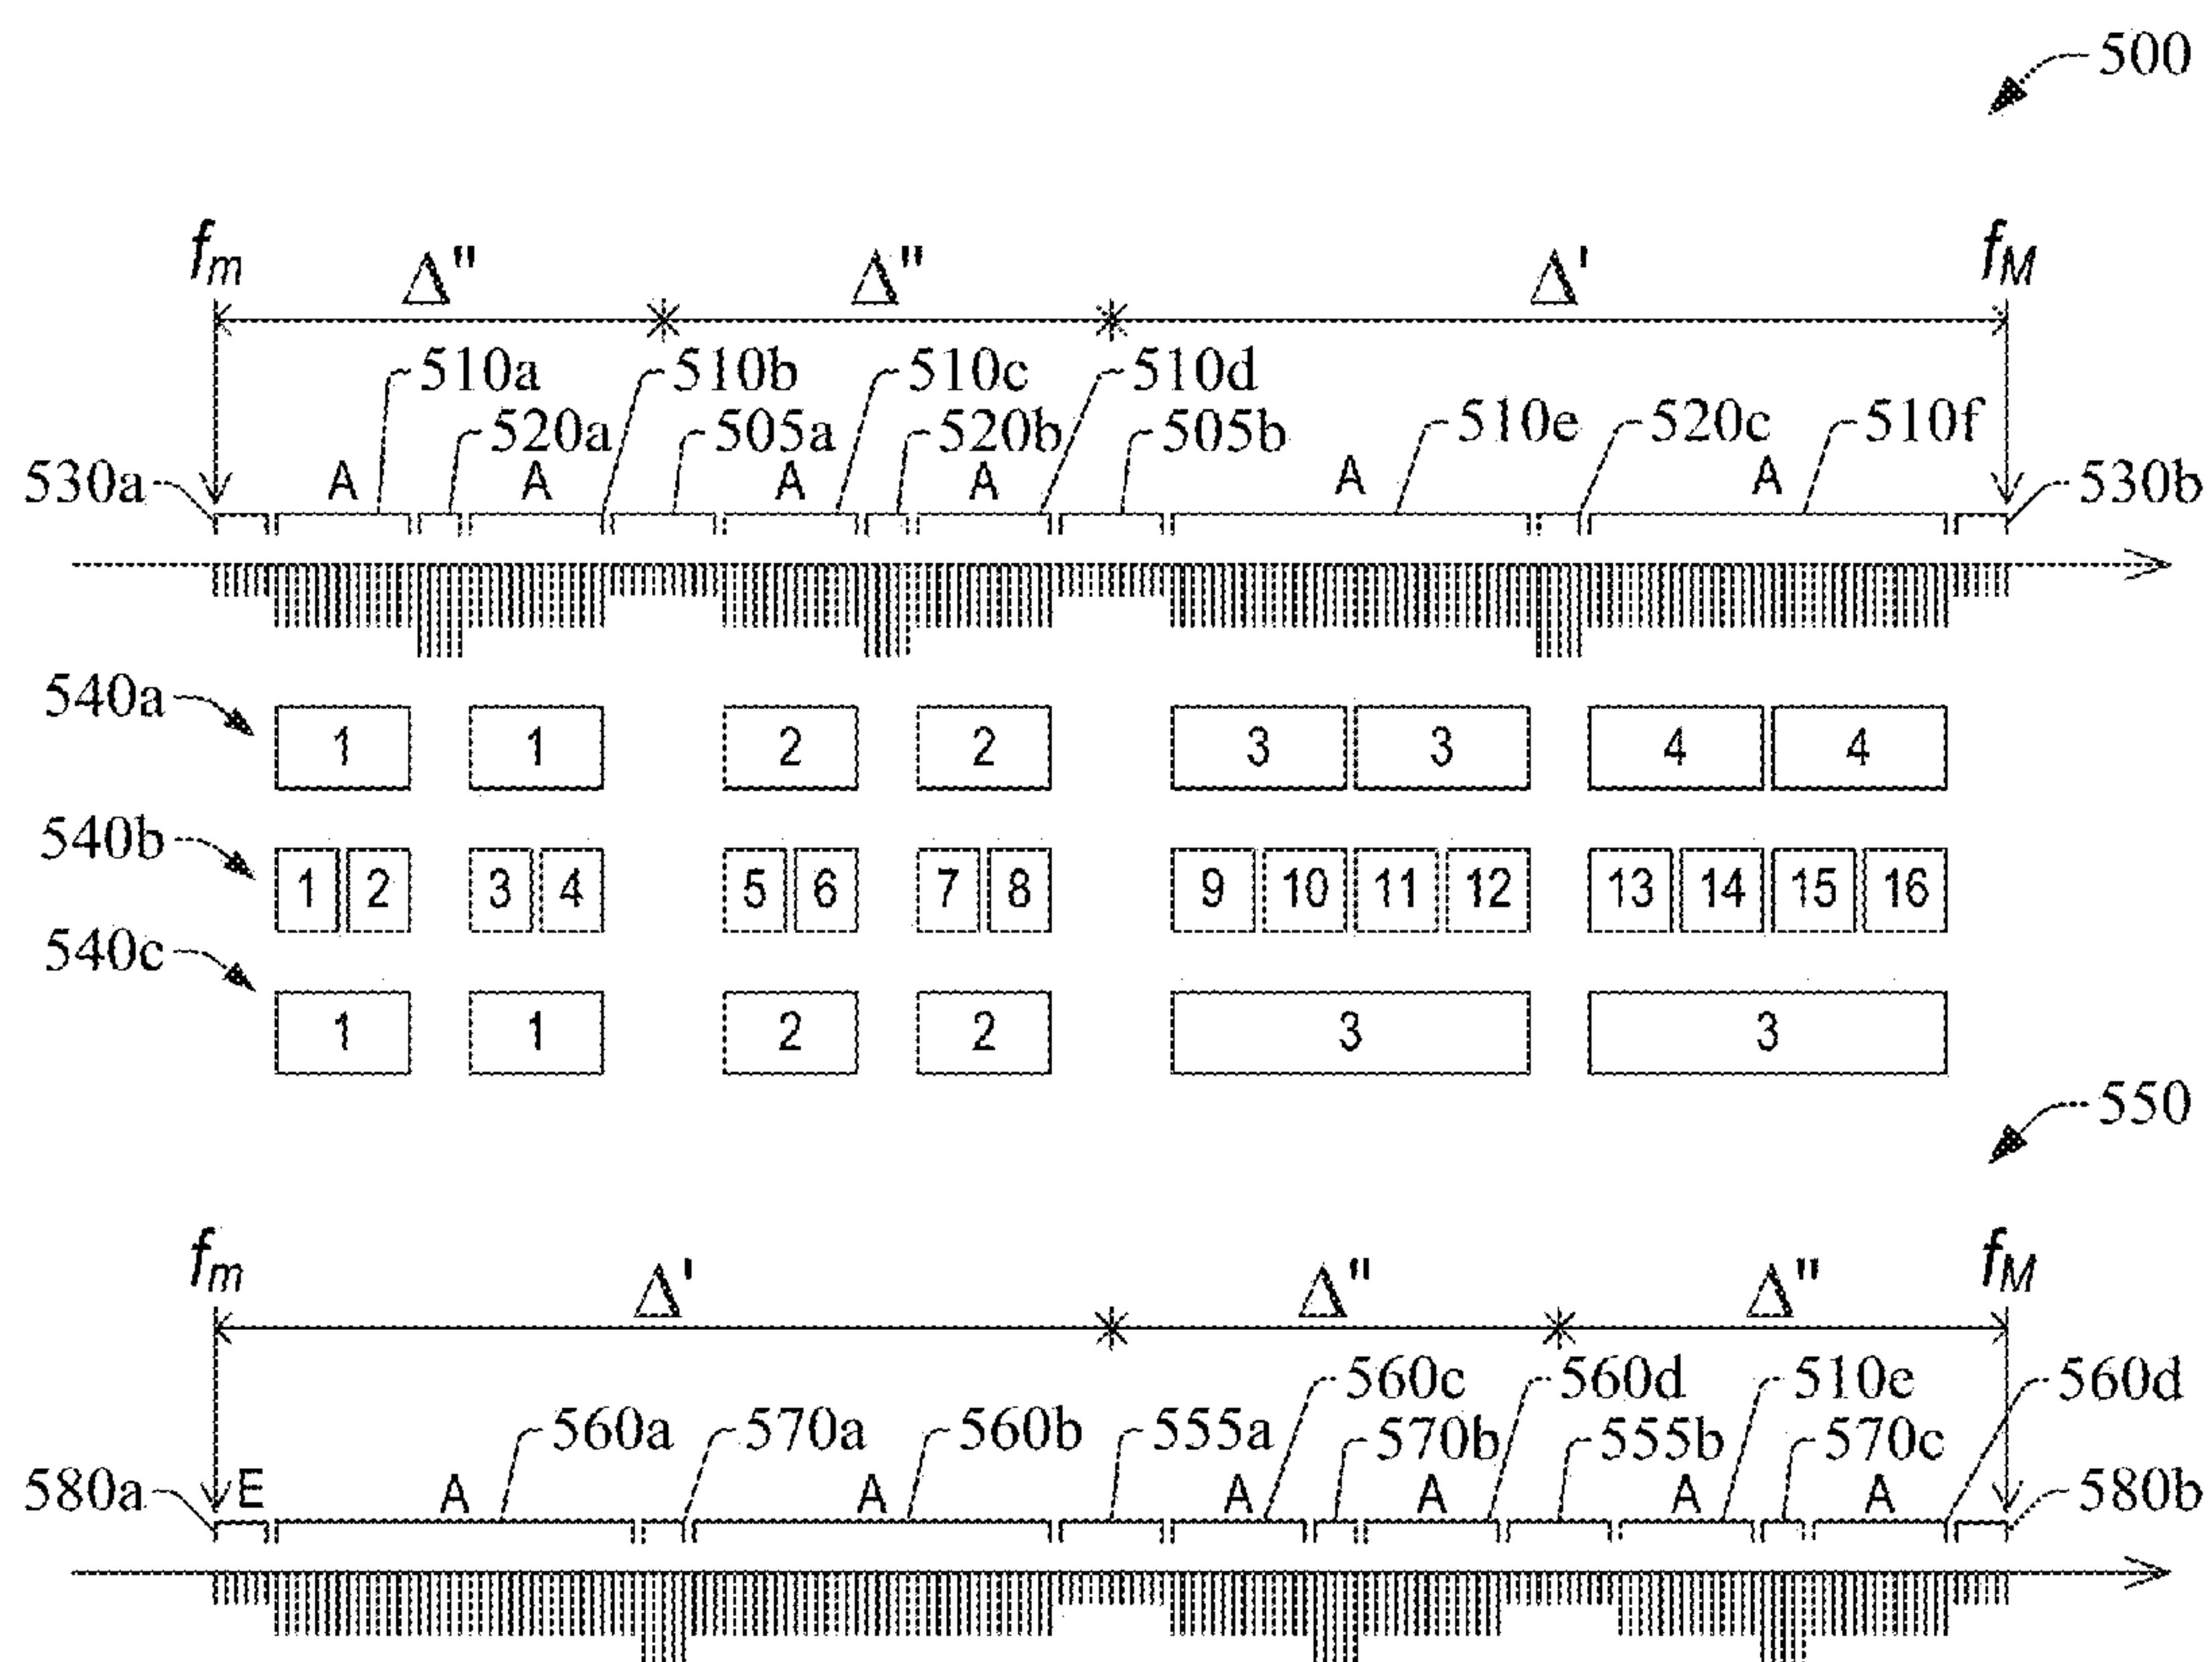 500
fm Δ" Δ" Δ' fM
510a 510b 510c 510d
520a 505a 520b 505b 510e 520c 510f
530a A A A A A A 530b
540a 1 1 2 2 3 3 4 4
540b 1 2 3 4 5 6 7 8 9 10 11 12 13 14 15 16
540c 1 1 2 2 3 3
550
fm Δ' Δ" Δ" fM
560c 560d 510e 560d
560a 570a 560b 555a 570b 555b 570c
580a E A A A A A A 580b